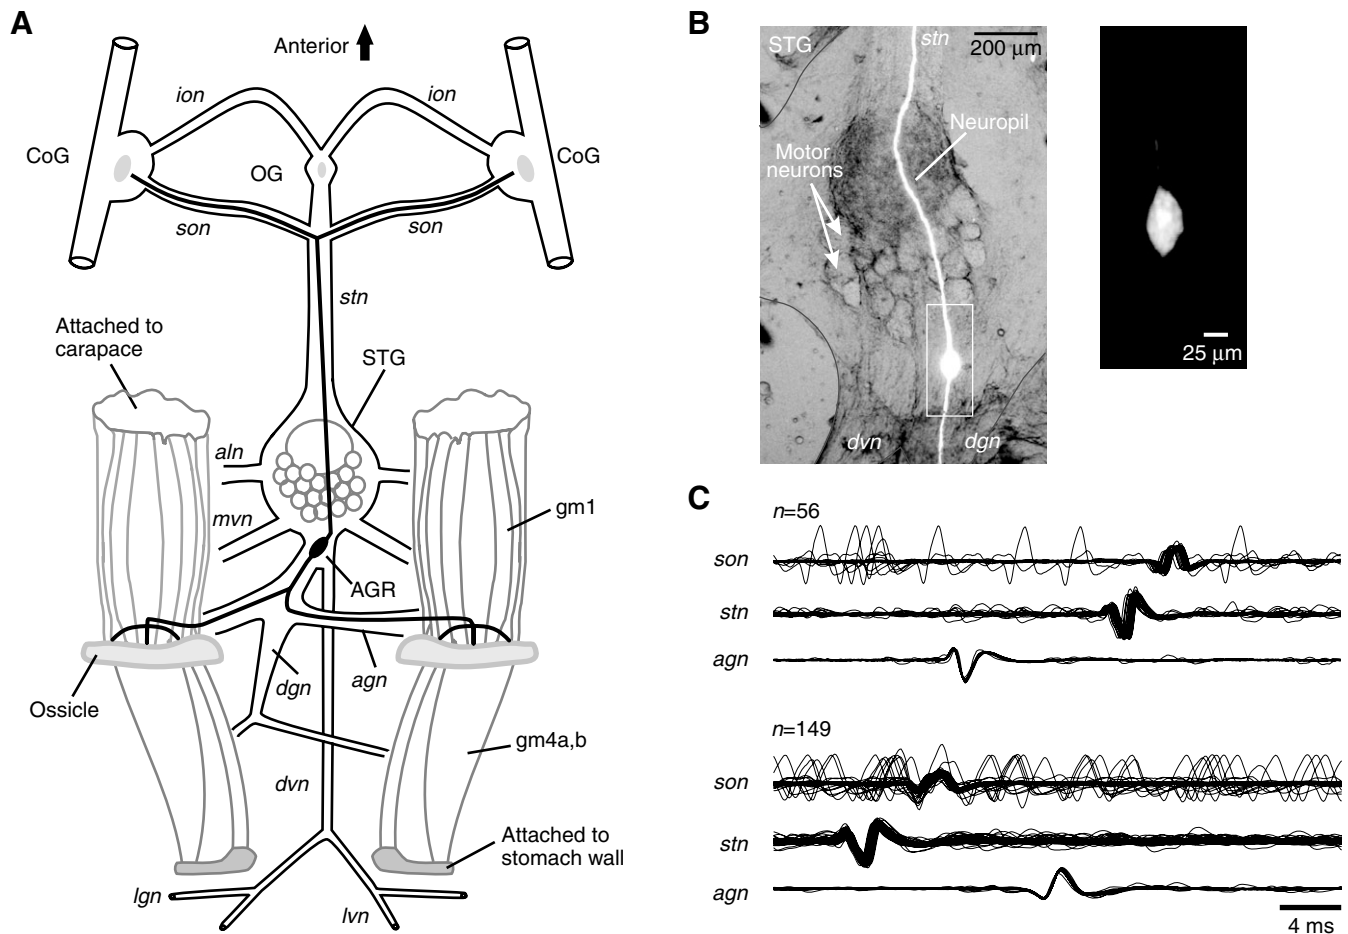 A
Anterior
ion
ion
CoG
CoG
OG
son
son
stn
Attached to
carapace
STG
aln
mvn
gm1
AGR
dgn
agn
Ossicle
gm4a,b
dvn
Attached to
stomach wall
lgn
lvn
B
STG
stn
200 µm
Neuropil
Motor
neurons
dvn
dgn
25 µm
C
n=56
son
stn
agn
n=149
son
stn
agn
4 ms